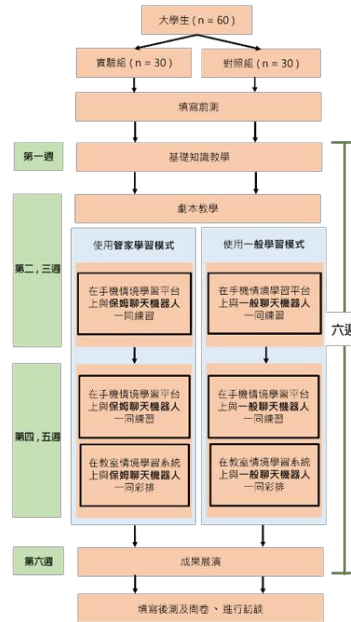 大學生 ( n = 60 )
實驗組 ( n = 30 )
對照組 ( n = 30 )
填寫前測
第一週
基礎知識教學
劇本教學
第二 , 三週
使用管家學習模式
使用一般學習模式
在手機情境學習平台
上與保姆聊天機器人
一同練習
在手機情境學習平台
上與一般聊天機器人
一同練習
六週
第四 , 五週
在手機情境學習平台
上與保姆聊天機器人
一同練習
在手機情境學習平台
上與一般聊天機器人
一同練習
在教室情境學習系統
上與保姆聊天機器人
一同彩排
在教室情境學習系統
上與一般聊天機器人
一同彩排
第六週
成果展演
填寫後測及問卷 、 進行訪談